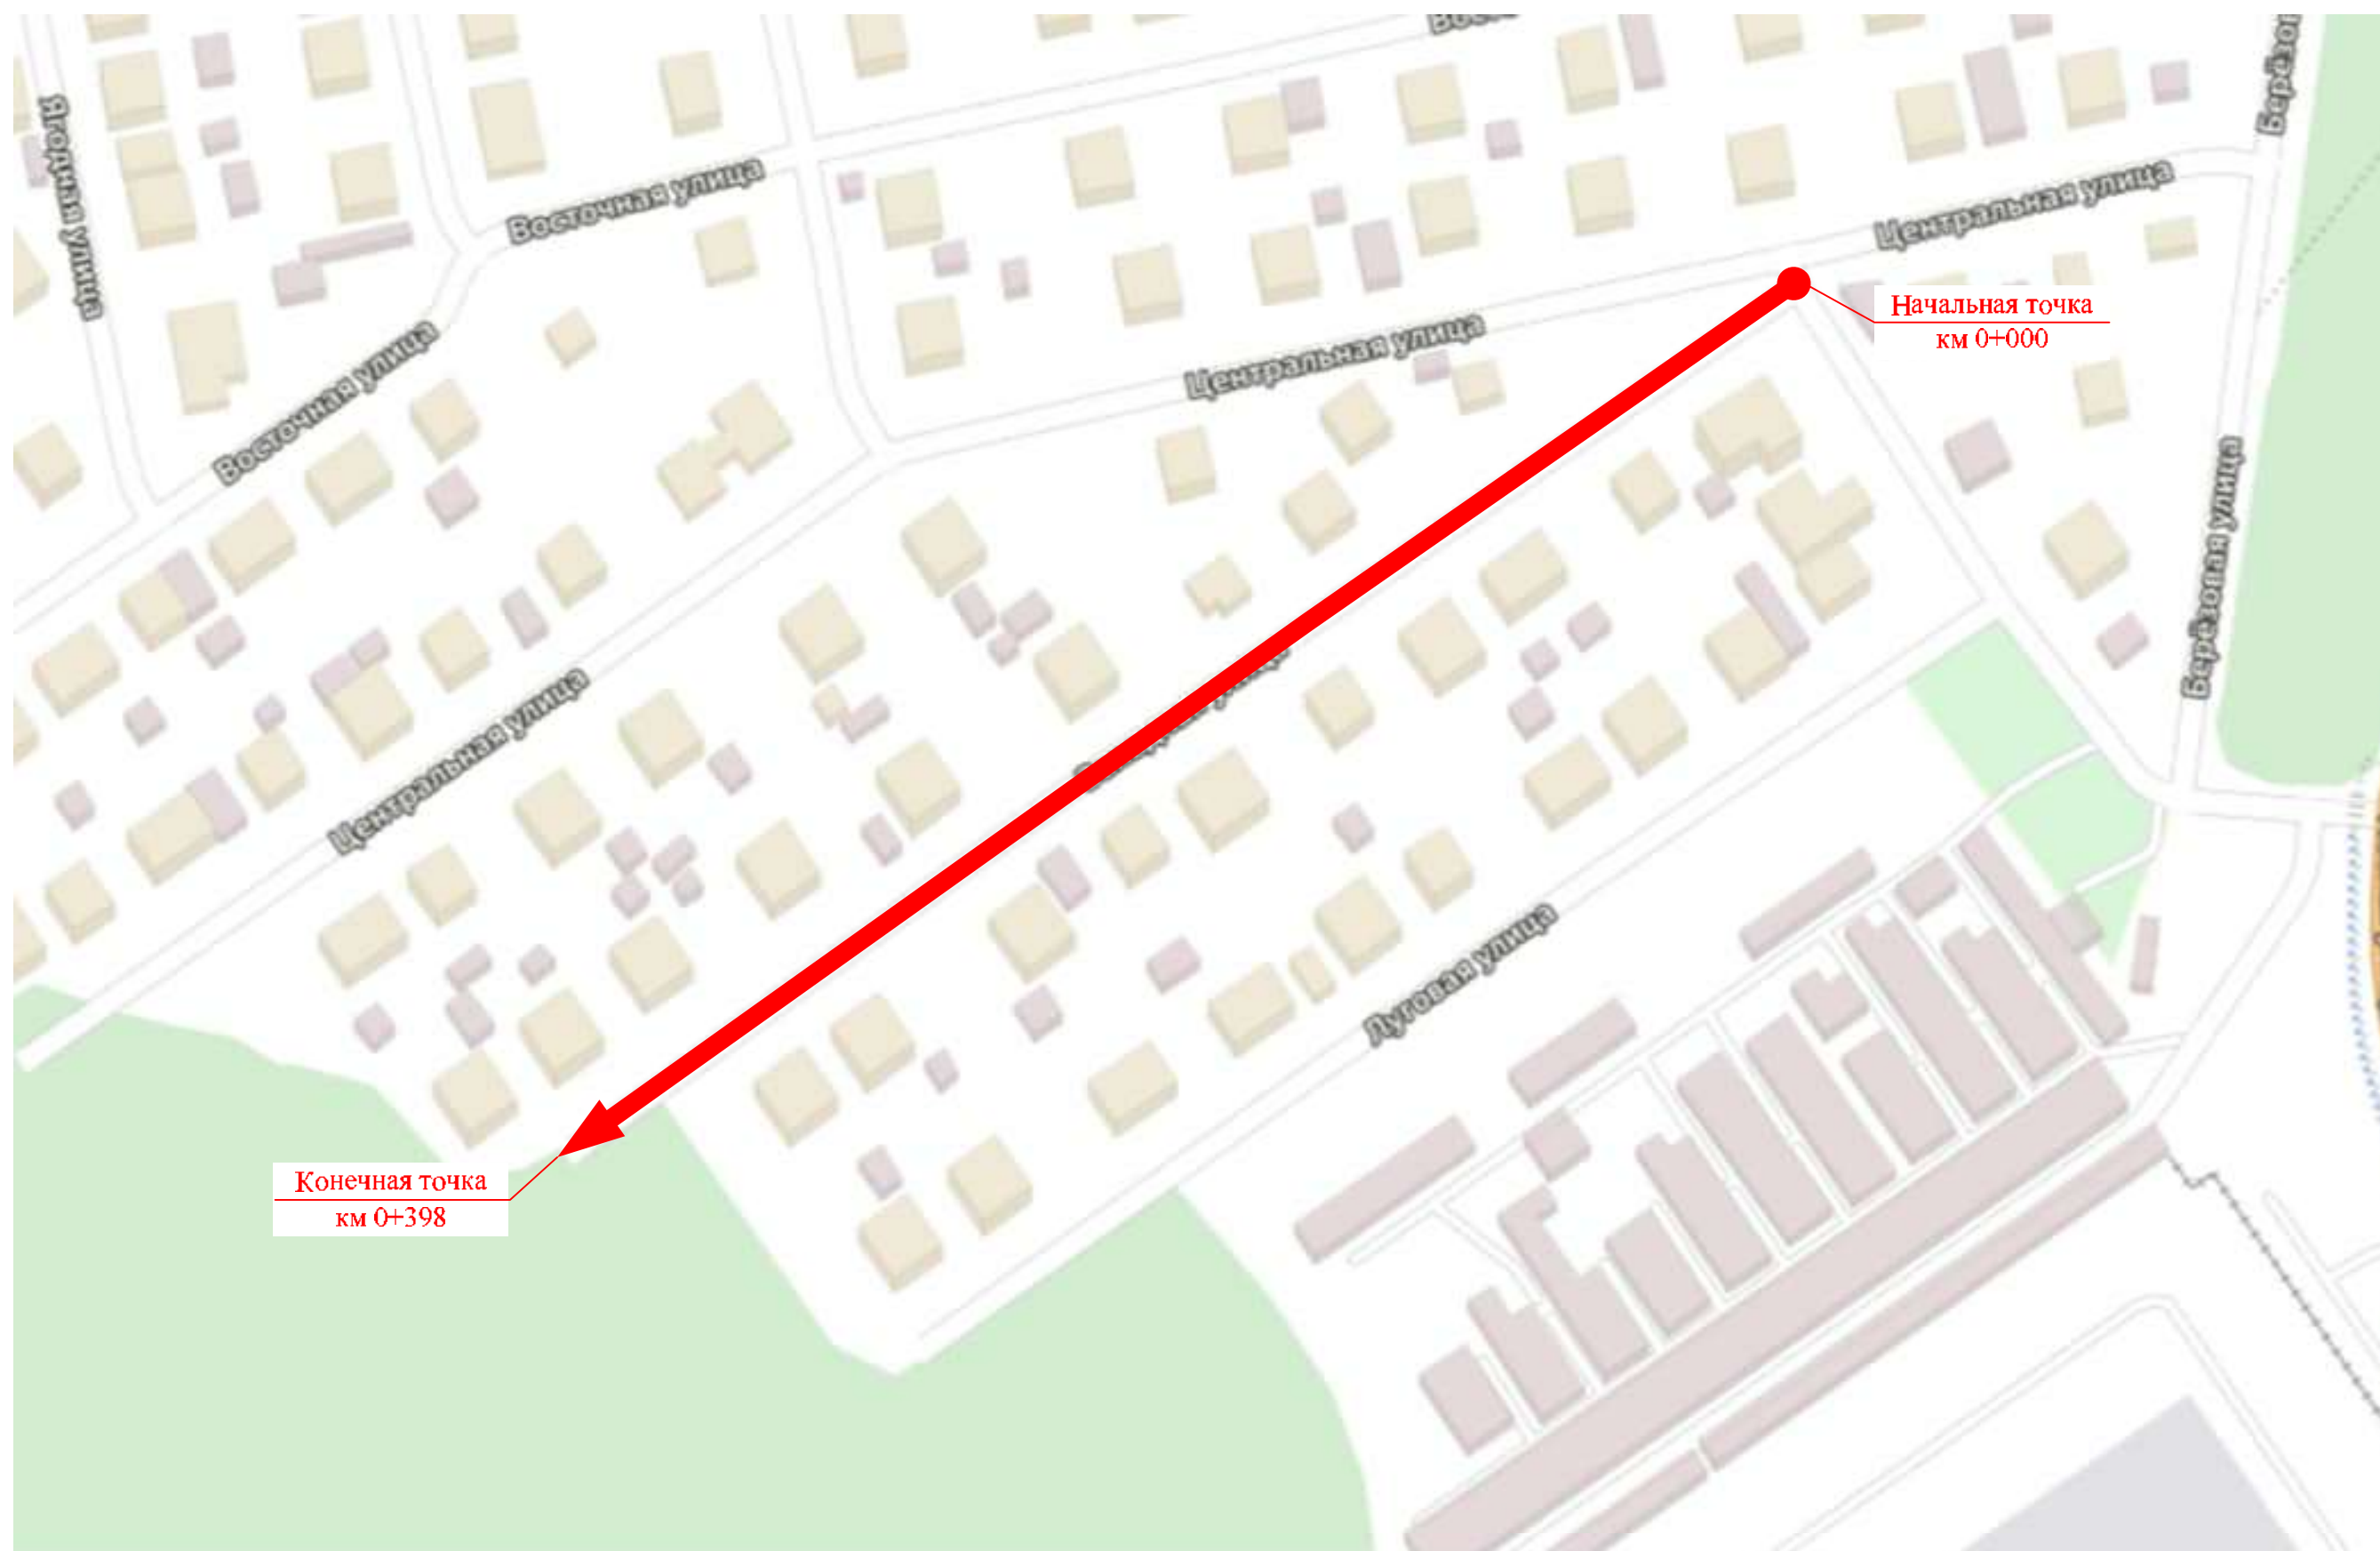 Ягодная улица
Восточная улица
Восточная улица
Центральная улица
Центральная улица
Начальная точка
км 0+000
Берёзовая улица
Центральная улица
Луговая улица
Конечная точка
км 0+398